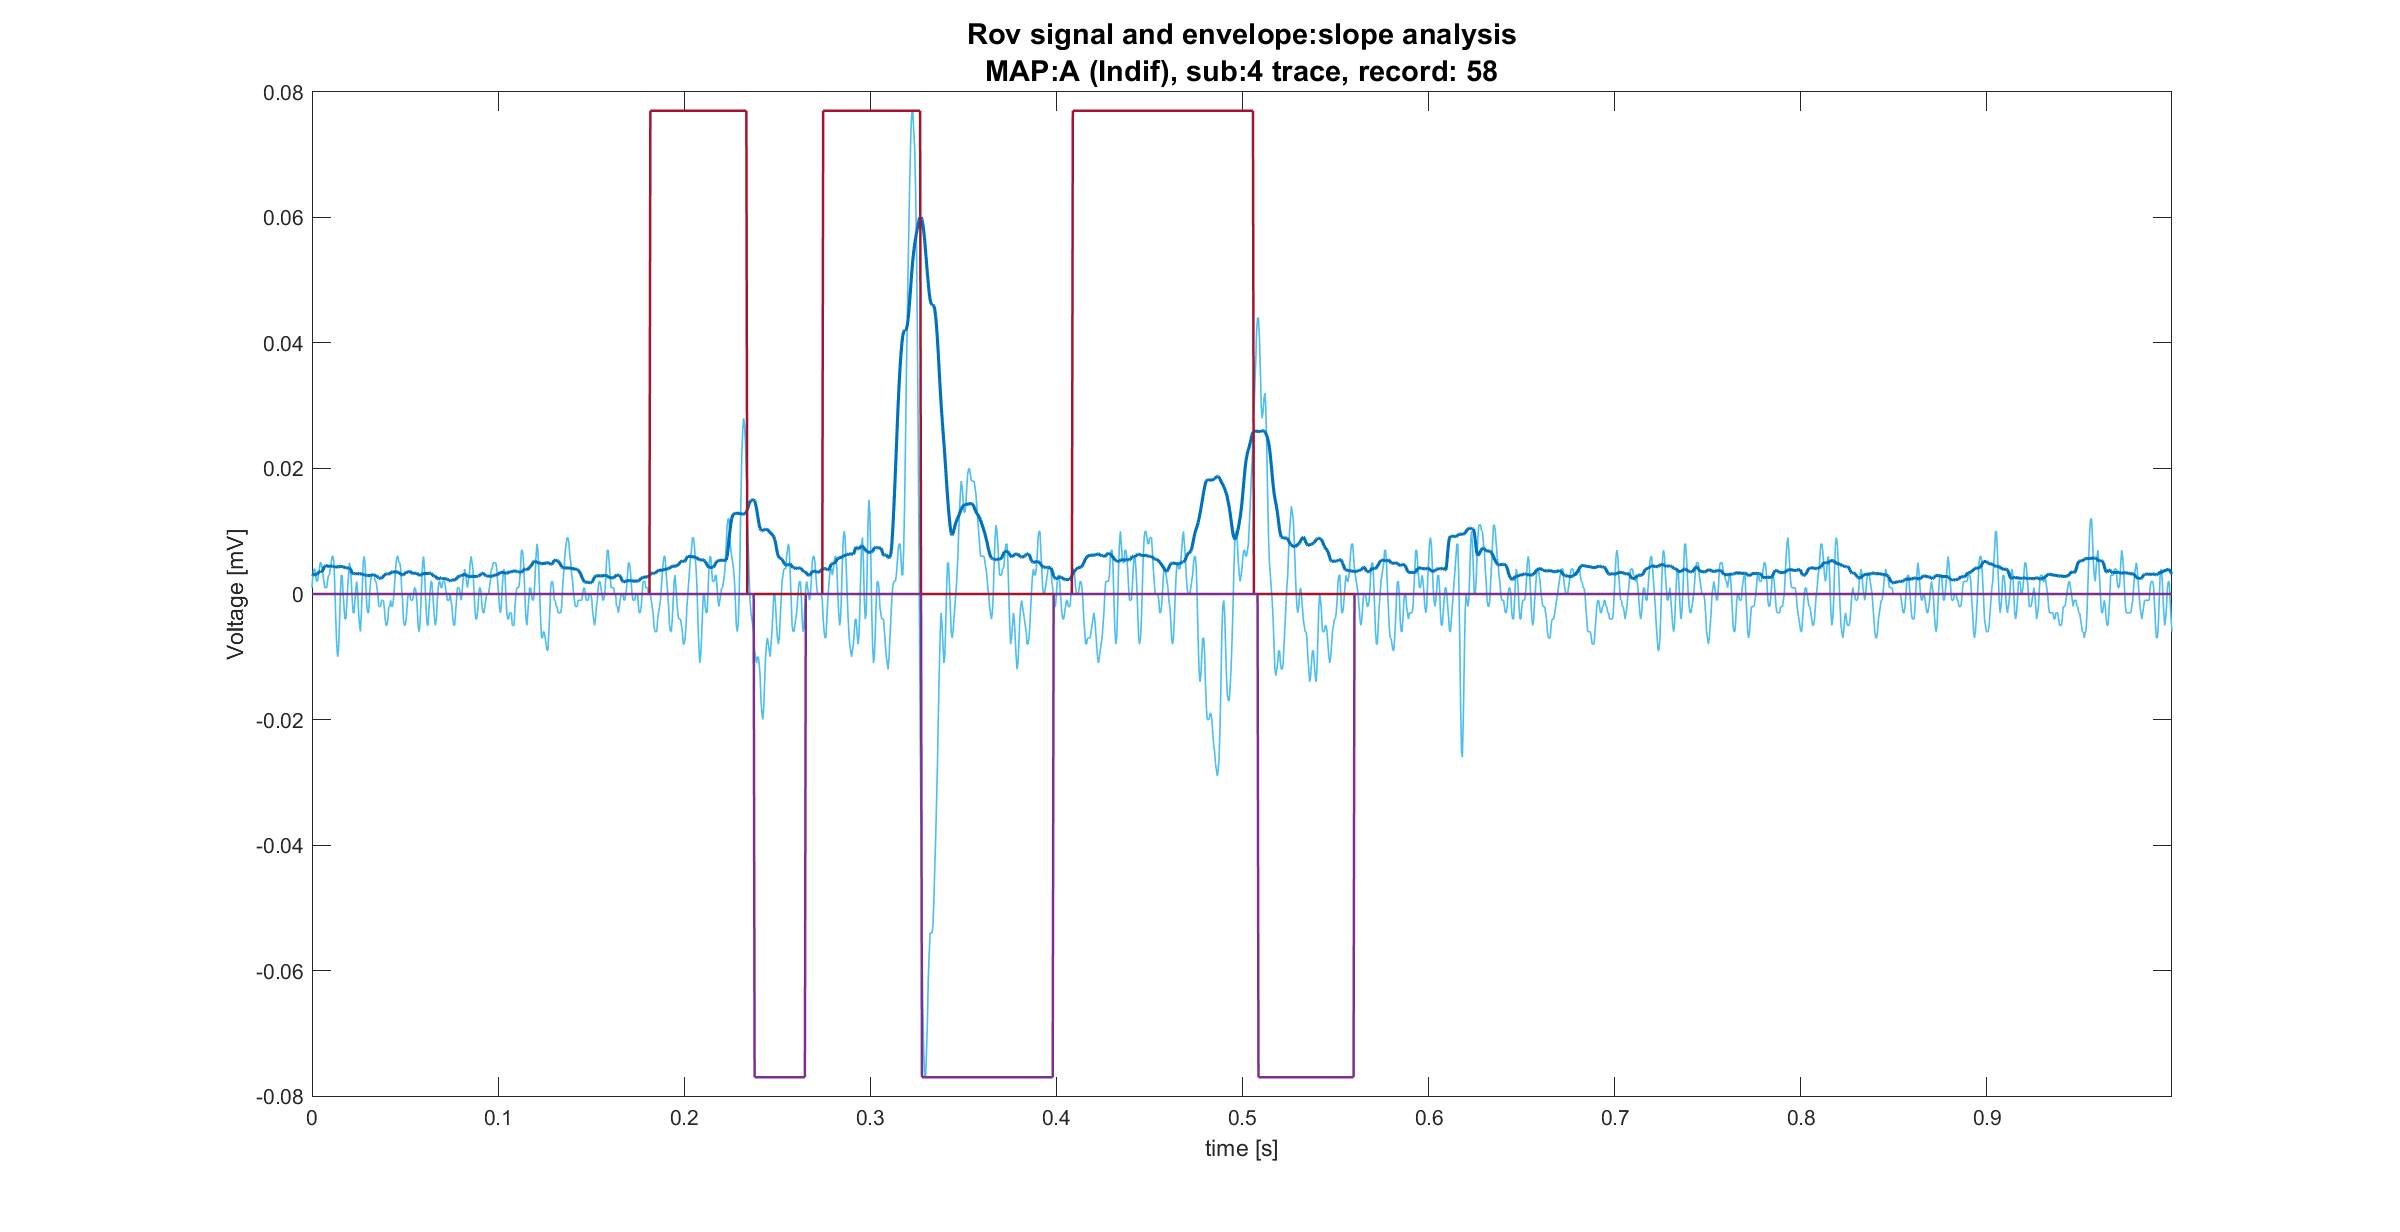 Rov signal and envelope:slope analysis
MAP:A (Indif), sub:4 trace, record: 58
0.08
0.06
0.04
0.02
0
-0.02
-0.04
-0.06
-0.08
Voltage [mV]
0 0.1 0.2 0.3 0.4 0.5 0.6 0.7 0.8 0.9
time [s]